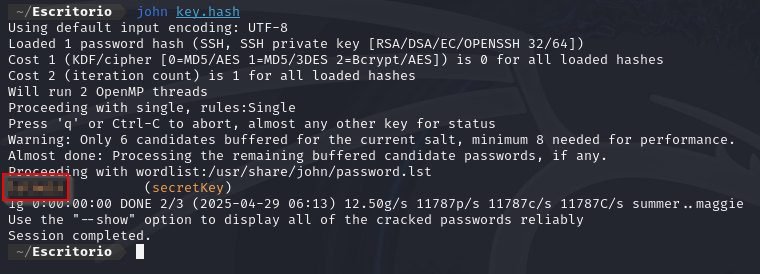 ~/Escritorio john key.hash
Using default input encoding: UTF-8
Loaded 1 password hash (SSH, SSH private key [RSA/DSA/EC/OPENSSH 32/64])
Cost 1 (KDF/cipher [0=MD5/AES 1=MD5/3DES 2=Bcrypt/AES]) is 0 for all loaded hashes
Cost 2 (iteration count) is 1 for all loaded hashes
Will run 2 OpenMP threads
Proceeding with single, rules:Single
Press 'q' or Ctrl-C to abort, almost any other key for status
Warning: Only 6 candidates buffered for the current salt, minimum 8 needed for performance.
Almost done: Processing the remaining buffered candidate passwords, if any.
Proceeding with wordlist:/usr/share/john/password.lst
(secretKey)
1g 0:00:00:00 DONE 2/3 (2025-04-29 06:13) 12.50g/s 11787p/s 11787c/s 11787C/s summer..maggie
Use the "--show" option to display all of the cracked passwords reliably
Session completed.
~/Escritorio